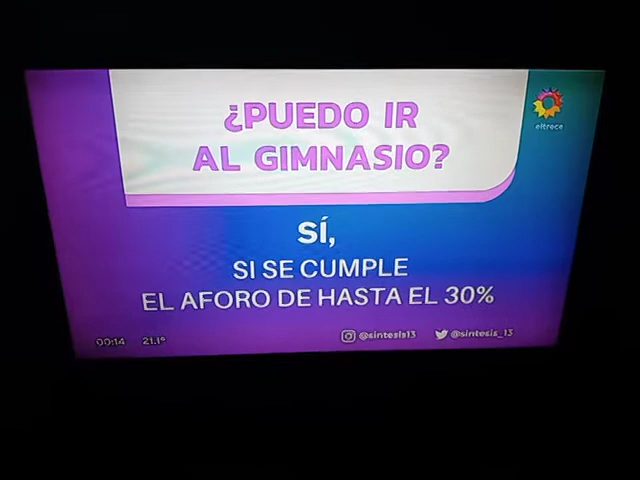 ¿PUEDO IR
AL GIMNASIO?
eltrece
SÍ,
SI SE CUMPLE
EL AFORO DE HASTA EL 30%
00:14 21.1° @sintesis13 @sintesis_13